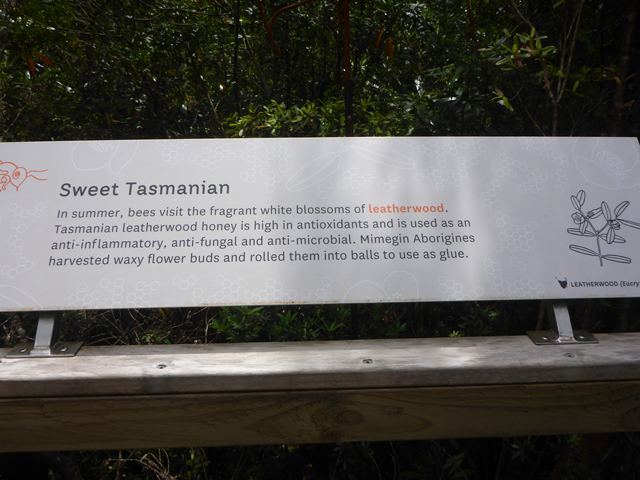 Sweet Tasmanian
In summer, bees visit the fragrant white blossoms of leatherwood.
Tasmanian leatherwood honey is high in antioxidants and is used as an
anti-inflammatory, anti-fungal and anti-microbial. Mimegin Aborigines
harvested waxy flower buds and rolled them into balls to use as glue.
LEATHERWOOD (Eucry